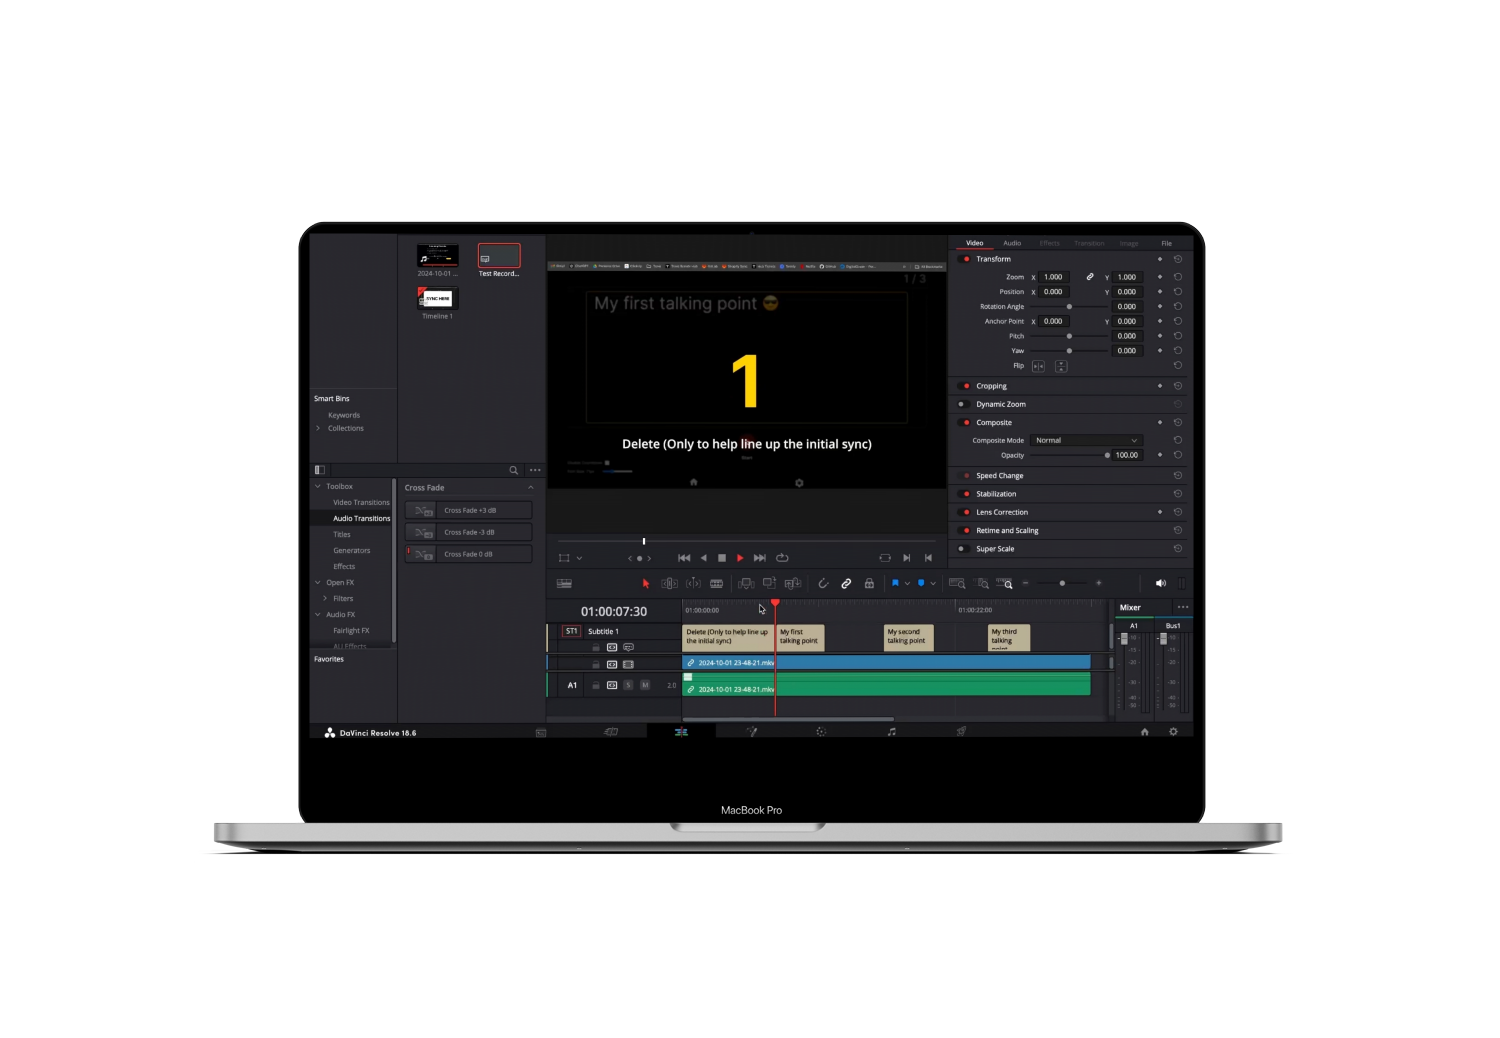 2024-10-01 ...
Test Record...
SYNC HERE
Timeline 1
Smart Bins
Keywords
Collections
Toolbox
Video Transitions
Audio Transitions
Titles
Generators
Effects
Open FX
Filters
Audio FX
Fairlight FX
All Effects
Favorites
Cross Fade
Cross Fade +3 dB
Cross Fade -3 dB
Cross Fade 0 dB
All Bookmarks
1 / 3
My first talking point 😎
1
Delete (Only to help line up the initial sync)
Video Audio Effects Transition Image File
Transform
Zoom X 1.000 Y 1.000
Position X 0.000 Y 0.000
Rotation Angle 0.000
Anchor Point X 0.000 Y 0.000
Pitch 0.000
Yaw 0.000
Flip
Cropping
Dynamic Zoom
Composite
Composite Mode Normal
Opacity 100.00
Speed Change
Stabilization
Lens Correction
Retime and Scaling
Super Scale
01:00:07:30
01:00:00:00
01:00:22:00
ST1 Subtitle 1
Delete (Only to help line up
the initial sync)
My first
talking point
My second
talking point
My third
talking
point
2024-10-01 23-48-21.mkv
A1 S M 2.0
2024-10-01 23-48-21.mkv
Mixer
A1 Bus1
DaVinci Resolve 18.6
MacBook Pro